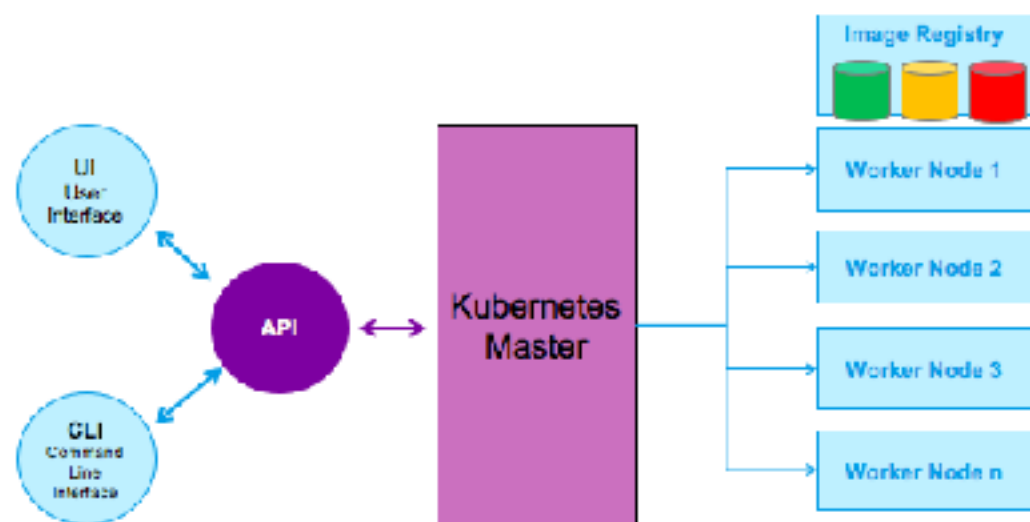 Image Registry
UI
User
Interface
Worker Node 1
Worker Node 2
API
Kubernetes
Master
Worker Node 3
CLI
Command
Line
Interface
Worker Node n